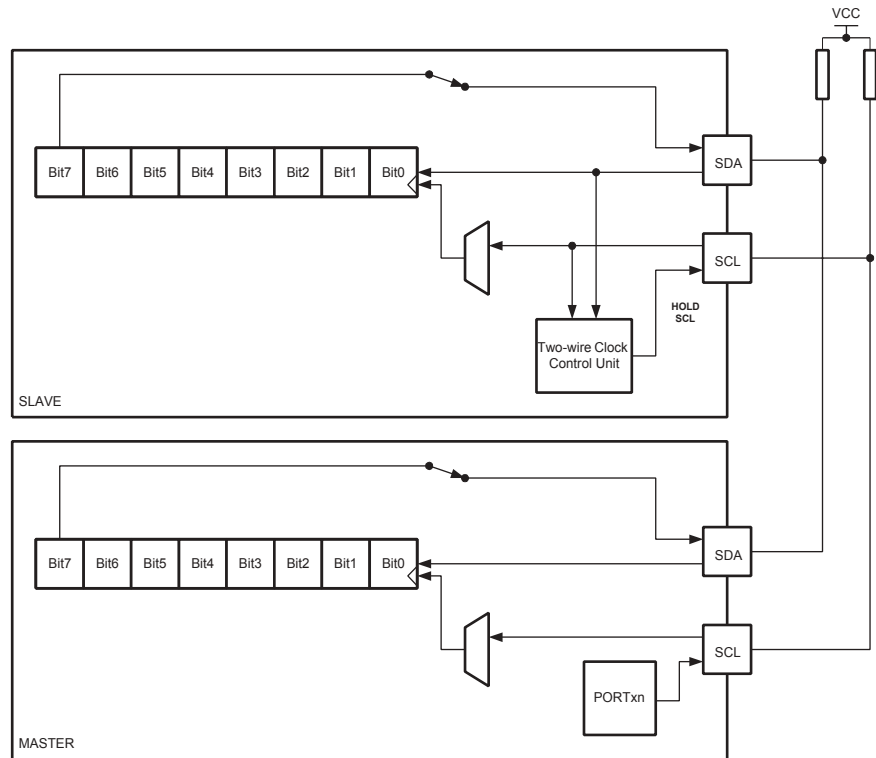 VCC
Bit7 Bit6 Bit5 Bit4 Bit3 Bit2 Bit1 Bit0
SDA
SCL
HOLD
SCL
Two-wire Clock
Control Unit
SLAVE
Bit7 Bit6 Bit5 Bit4 Bit3 Bit2 Bit1 Bit0
SDA
SCL
PORTxn
MASTER